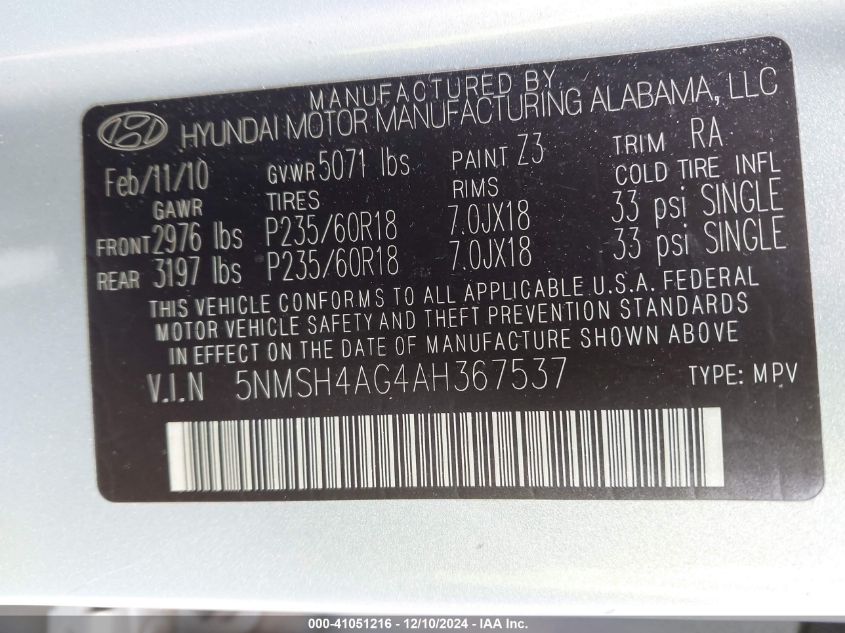 MANUFACTURED BY
HYUNDAI MOTOR MANUFACTURING ALABAMA, LLC
Feb/11/10 GVWR 5071 lbs PAINT Z3 TRIM RA
GAWR TIRES RIMS COLD TIRE INFL
FRONT 2976 lbs P235/60R18 7.0JX18 33 psi SINGLE
REAR 3197 lbs P235/60R18 7.0JX18 33 psi SINGLE
THIS VEHICLE CONFORMS TO ALL APPLICABLE U.S.A. FEDERAL
MOTOR VEHICLE SAFETY AND THEFT PREVENTION STANDARDS
IN EFFECT ON THE DATE OF MANUFACTURE SHOWN ABOVE
V.I.N 5NMSH4AG4AH367537 TYPE: MPV
000-41051216 - 12/10/2024 - IAA Inc.